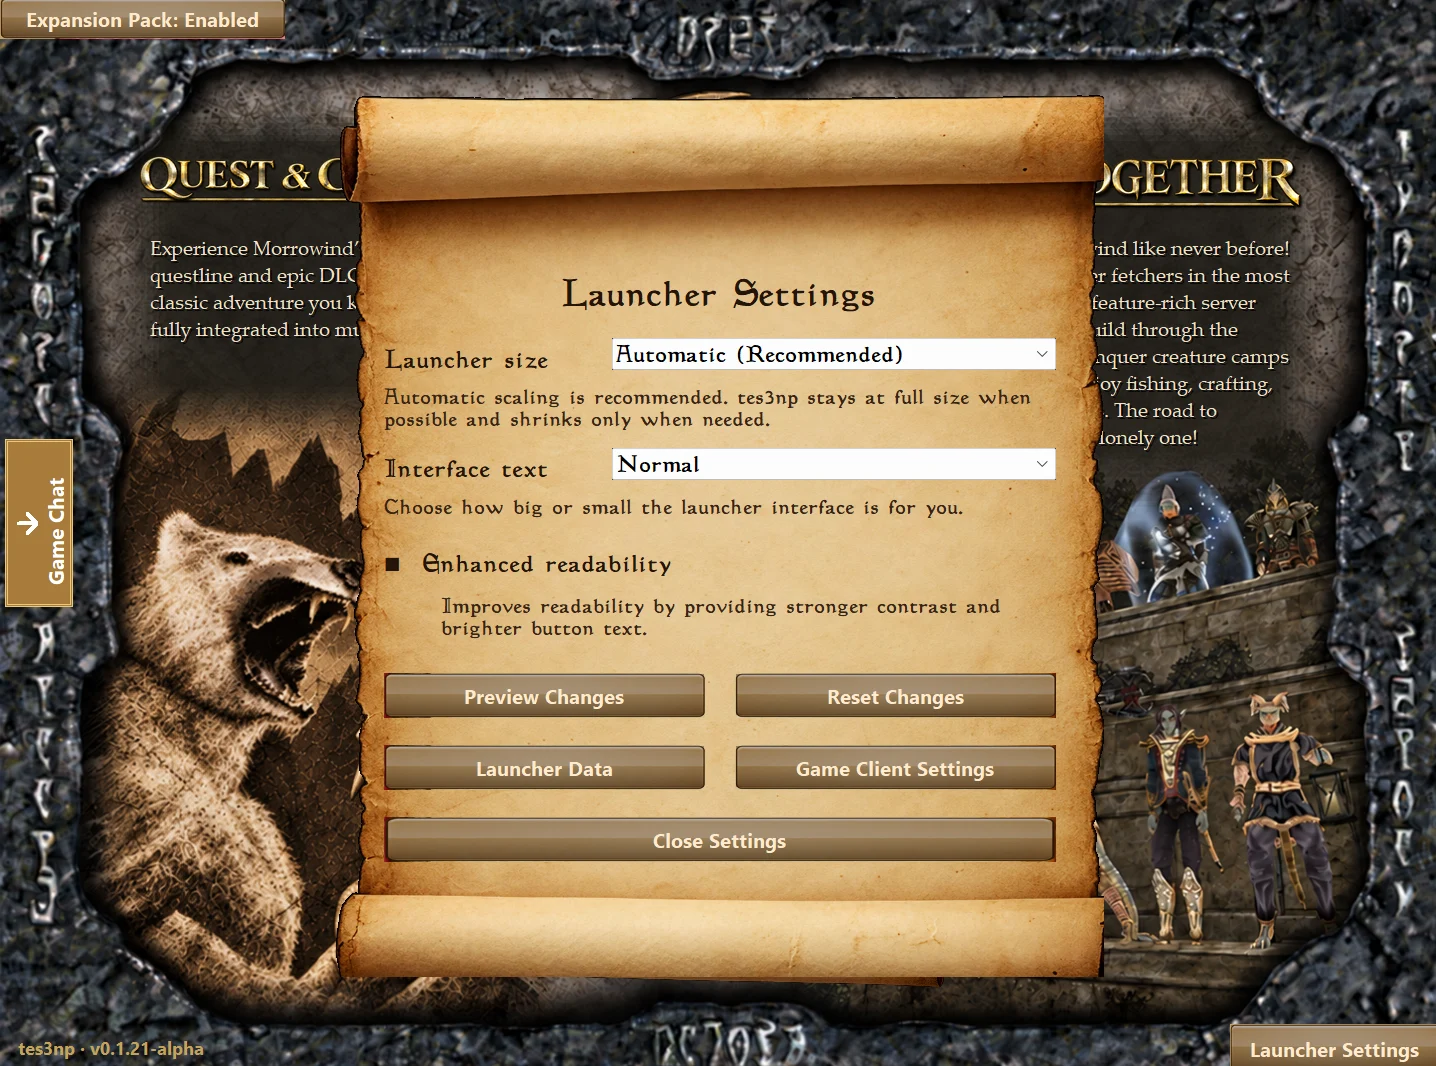 Expansion Pack: Enabled
QUEST & C
OGETHER
Experience Morrowind’
questline and epic DLC
classic adventure you k
fully integrated into mu
ind like never before!
er fetchers in the most
feature-rich server
uild through the
nquer creature camps
joy fishing, crafting,
. The road to
lonely one!
Launcher Settings
Launcher size
Automatic (Recommended)
Automatic scaling is recommended. tes3np stays at full size when
possible and shrinks only when needed.
Interface text
Normal
Choose how big or small the launcher interface is for you.
Enhanced readability
Improves readability by providing stronger contrast and
brighter button text.
Preview Changes
Reset Changes
Launcher Data
Game Client Settings
Close Settings
Game Chat
tes3np · v0.1.21-alpha
Launcher Settings